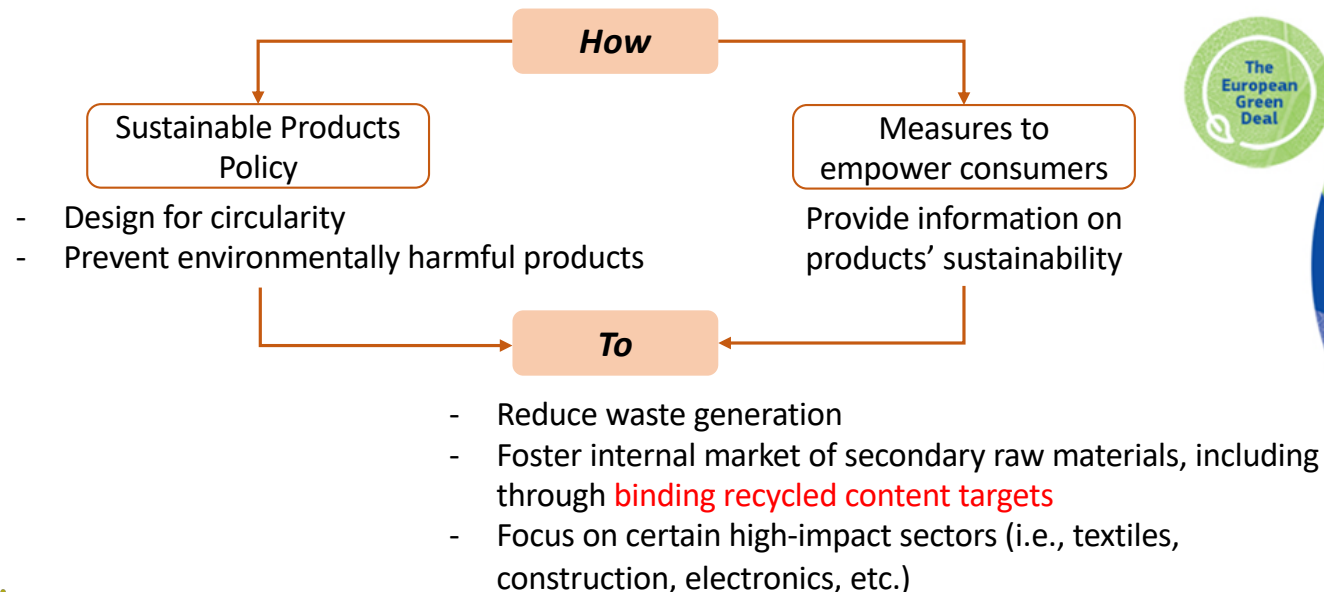 How
The
European
Green
Deal
Sustainable Products
Policy
Measures to
empower consumers
- Design for circularity
- Prevent environmentally harmful products
Provide information on
products’ sustainability
To
- Reduce waste generation
- Foster internal market of secondary raw materials, including
through binding recycled content targets
- Focus on certain high-impact sectors (i.e., textiles,
construction, electronics, etc.)